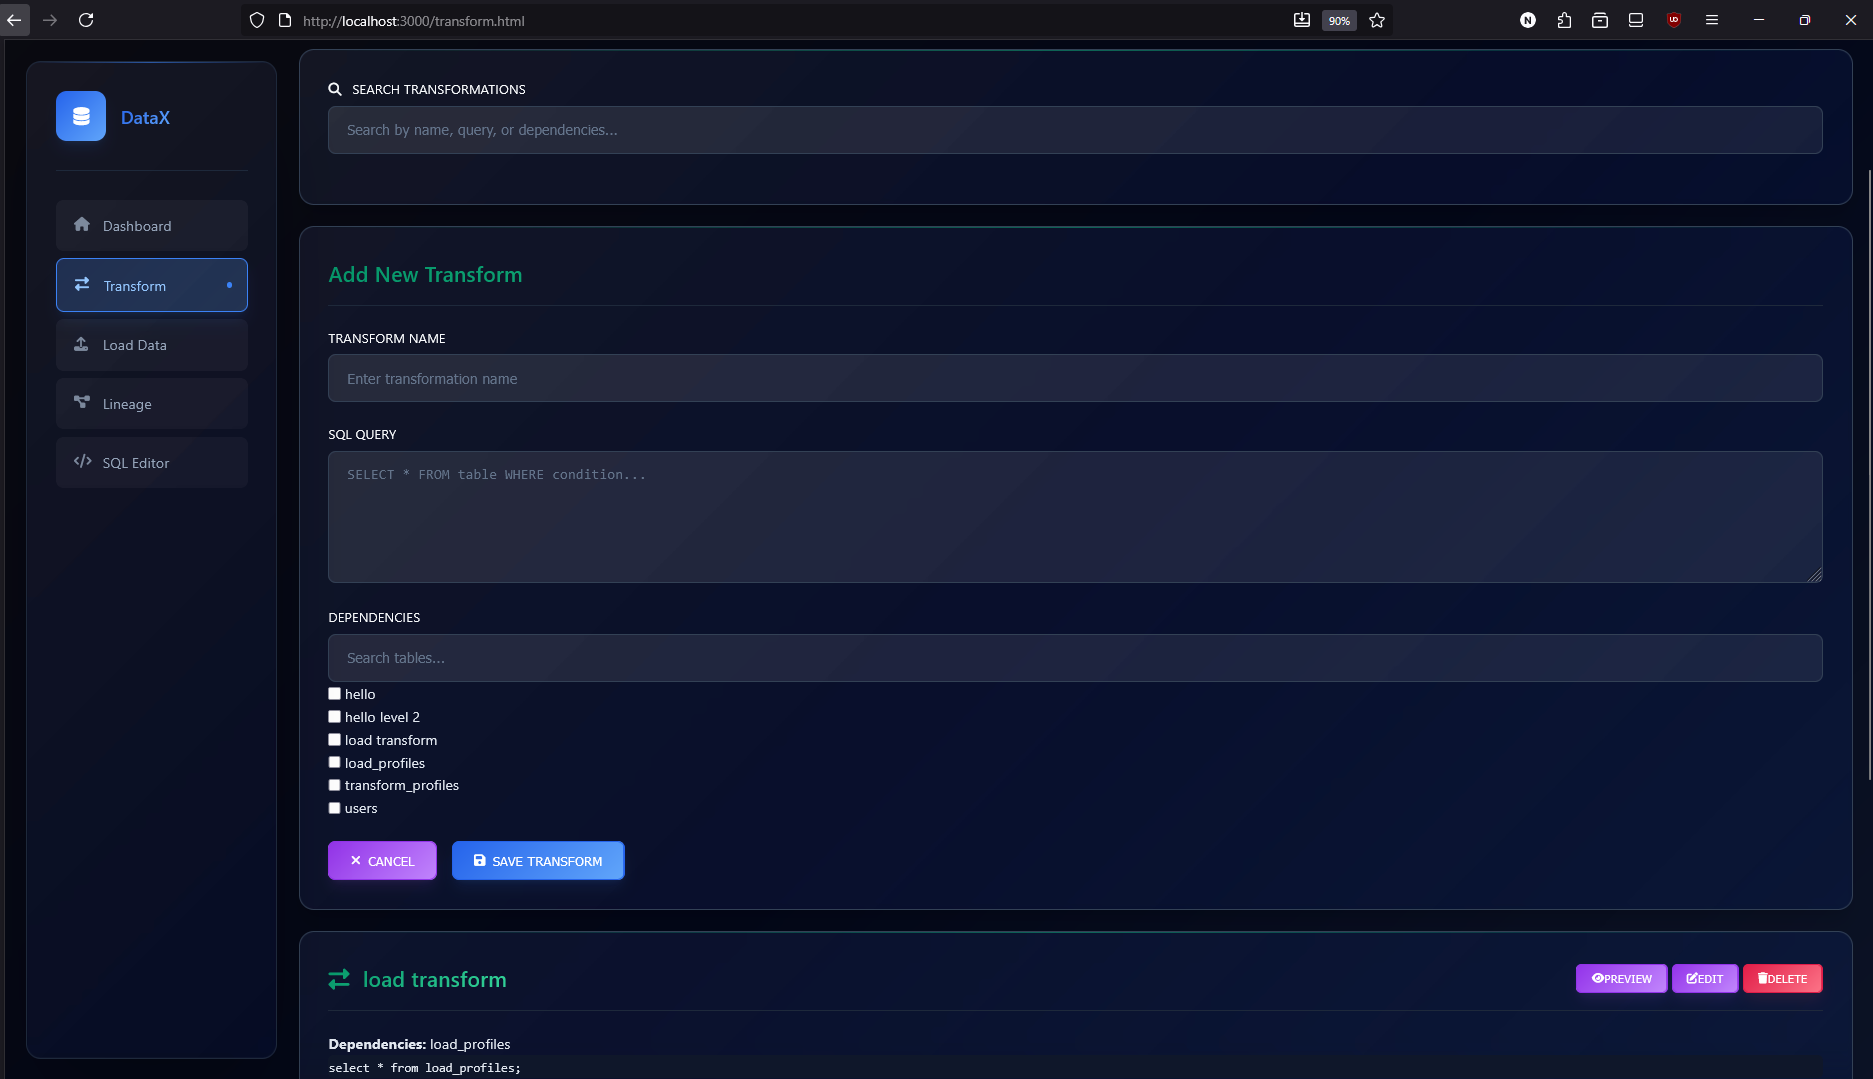 http://localhost:3000/transform.html
90%
N
UD
DataX
Dashboard
Transform
Load Data
Lineage
SQL Editor
SEARCH TRANSFORMATIONS
Search by name, query, or dependencies...
Add New Transform
TRANSFORM NAME
Enter transformation name
SQL QUERY
SELECT * FROM table WHERE condition...
DEPENDENCIES
Search tables...
hello
hello level 2
load transform
load_profiles
transform_profiles
users
CANCEL
SAVE TRANSFORM
load transform
PREVIEW
EDIT
DELETE
Dependencies: load_profiles
select * from load_profiles;